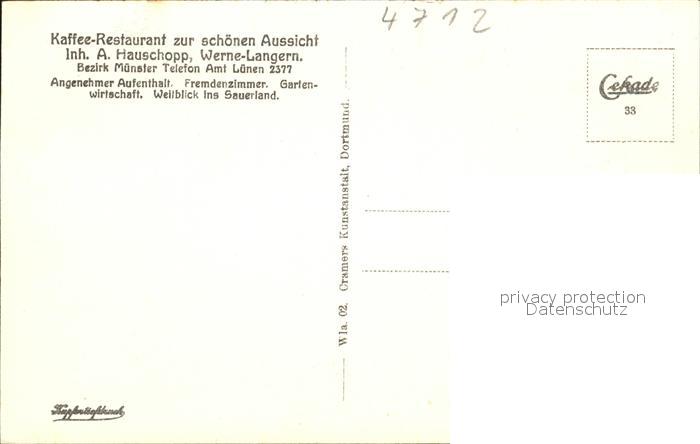 4712
Kaffee-Restaurant zur schönen Aussicht
Inh. A. Hauschopp, Werne-Langern.
Bezirk Münster Telefon Amt Lünen 2377
Angenehmer Aufenthalt. Fremdenzimmer. Garten-
wirtschaft. Weitblick ins Sauerland.
Cekade
33
Wla. 02. Cramers Kunstanstalt, Dortmund.
privacy protection
Datenschutz
Kupfertiefdruck